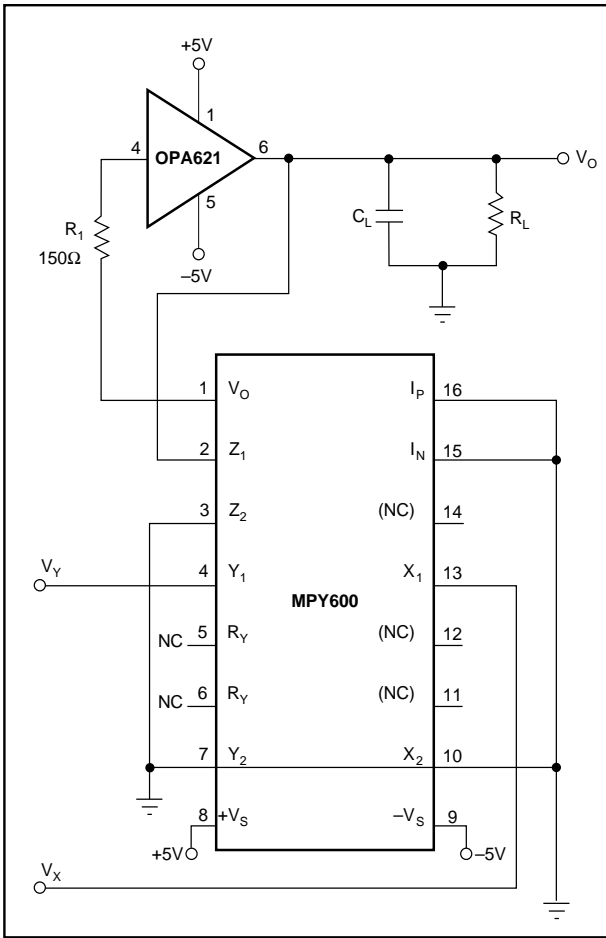 +5V
1
4
OPA621
6
V_O
5
R_1
150Ω
–5V
C_L
R_L
1 V_O I_P 16
2 Z_1 I_N 15
3 Z_2 (NC) 14
V_Y
4 Y_1 X_1 13
MPY600
NC 5 R_Y (NC) 12
NC 6 R_Y (NC) 11
7 Y_2 X_2 10
8 +V_S –V_S 9
+5V –5V
V_X